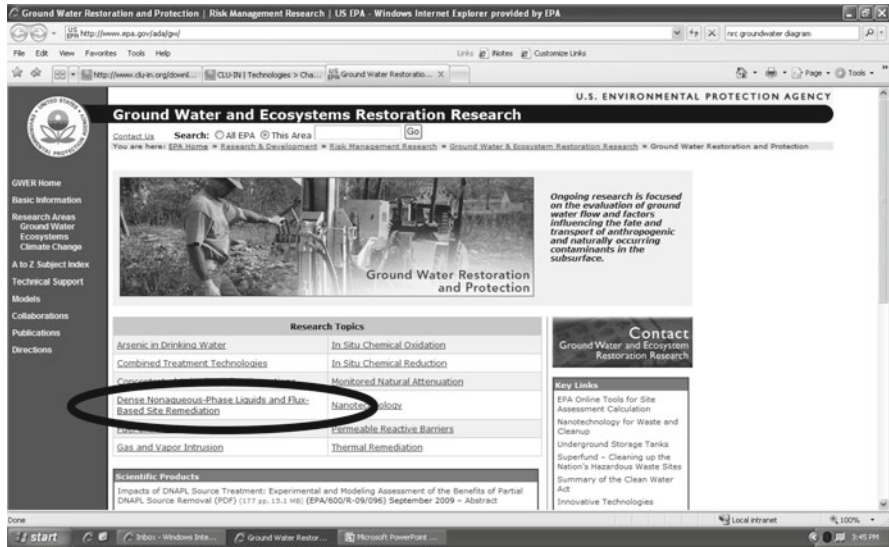 Ground Water Restoration and Protection | Risk Management Research | US EPA - Windows Internet Explorer provided by EPA
http://www.epa.gov/ada/gw/
nrc groundwater diagram
File Edit View Favorites Tools Help
Links Notes Customize Links
http://www.clu-in.org/downl...
CLU-IN | Technologies > Cha...
Ground Water Restoratio...
Page Tools
U.S. ENVIRONMENTAL PROTECTION AGENCY
Ground Water and Ecosystems Restoration Research
Contact Us Search: All EPA This Area Go
You are here: EPA Home » Research & Development » Risk Management Research » Ground Water & Ecosystem Restoration Research » Ground Water Restoration and Protection
GWER Home
Basic Information
Research Areas
Ground Water
Ecosystems
Climate Change
A to Z Subject Index
Technical Support
Models
Collaborations
Publications
Directions
Ground Water Restoration
and Protection
Ongoing research is focused
on the evaluation of ground
water flow and factors
influencing the fate and
transport of anthropogenic
and naturally occurring
contaminants in the
subsurface.
Research Topics
Arsenic in Drinking Water
In Situ Chemical Oxidation
Combined Treatment Technologies
In Situ Chemical Reduction
Monitored Natural Attenuation
Dense Nonaqueous-Phase Liquids and Flux-
Based Site Remediation
Nanotechnology
Permeable Reactive Barriers
Gas and Vapor Intrusion
Thermal Remediation
Scientific Products
Impacts of DNAPL Source Treatment: Experimental and Modeling Assessment of the Benefits of Partial
DNAPL Source Removal (PDF) (177 pp, 15.1 MB) (EPA/600/R-09/096) September 2009 – Abstract
Contact
Ground Water and Ecosystem
Restoration Research
Key Links
EPA Online Tools for Site
Assessment Calculation
Nanotechnology for Waste and
Cleanup
Underground Storage Tanks
Superfund – Cleaning up the
Nation's Hazardous Waste Sites
Summary of the Clean Water
Act
Innovative Technologies
Done
Local intranet
100%
start
Inbox - Windows Inte...
Ground Water Restor...
Microsoft PowerPoint ...
3:45 PM